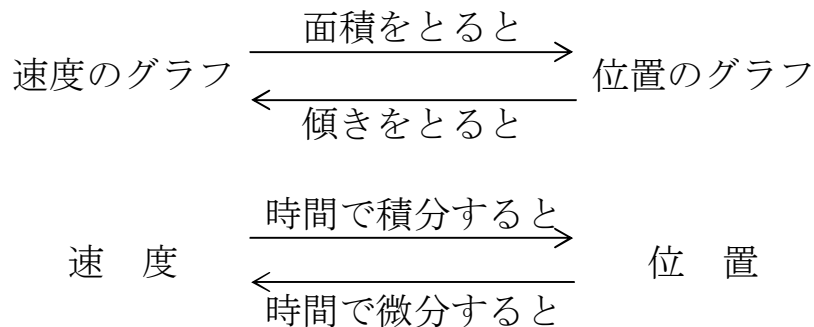 面積をとると
速度のグラフ 位置のグラフ
傾きをとると
時間で積分すると
速　度 位　置
時間で微分すると